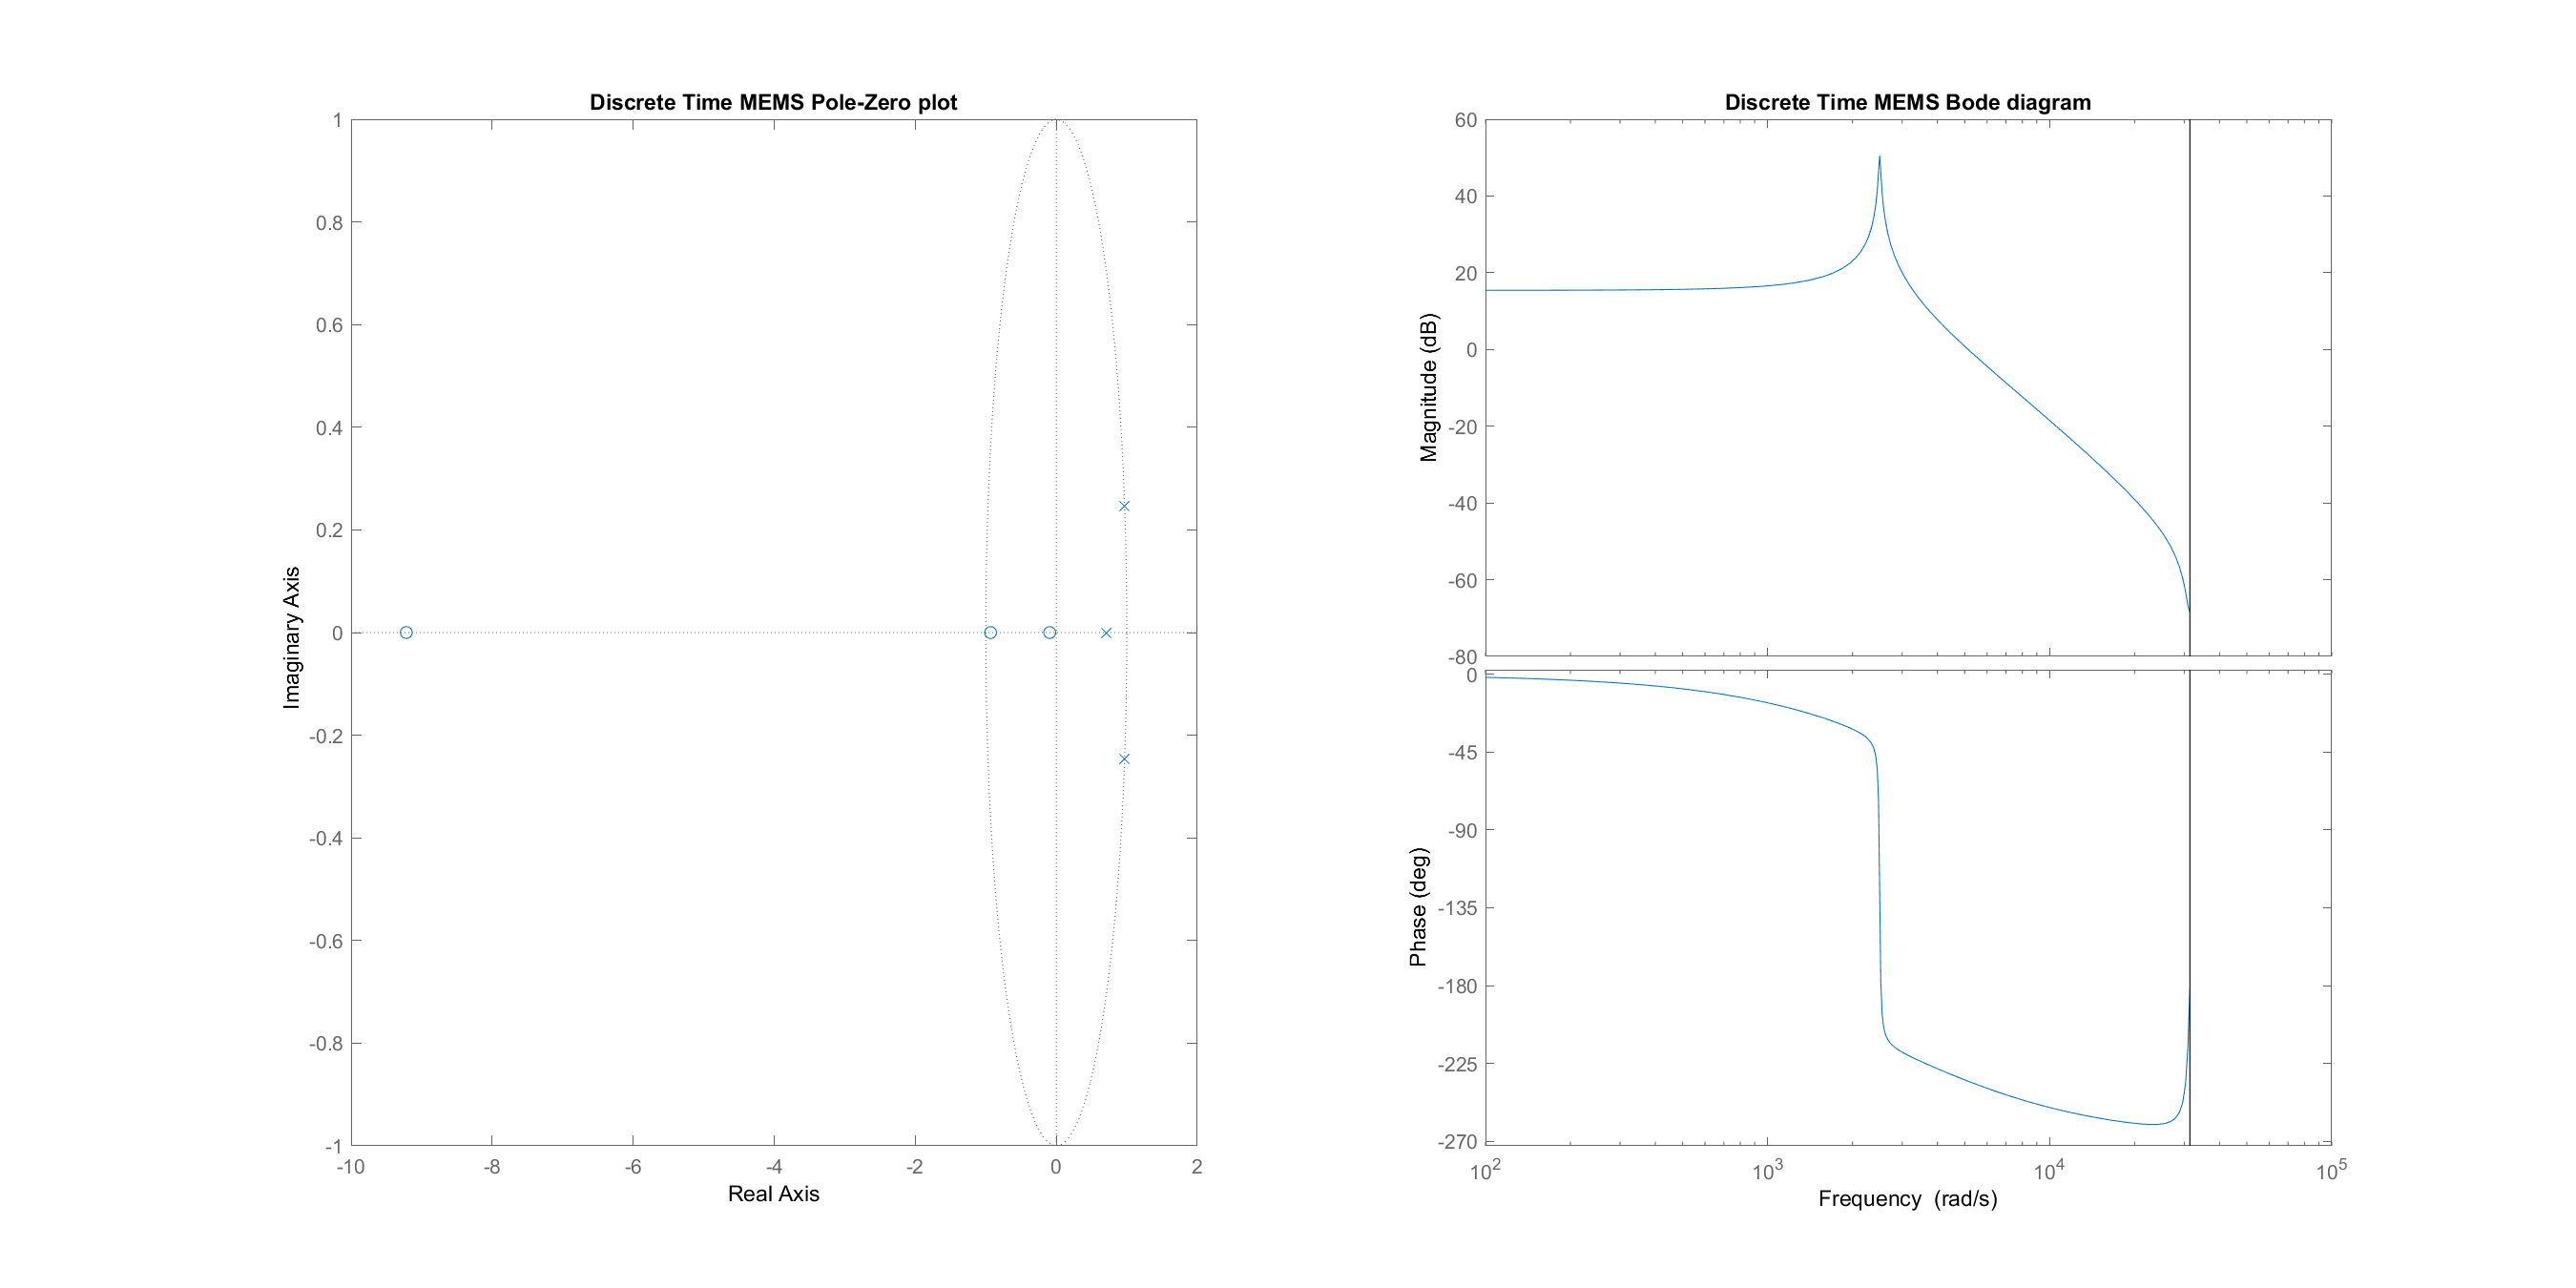 Discrete Time MEMS Pole-Zero plot
1
0.8
0.6
0.4
0.2
0
-0.2
-0.4
-0.6
-0.8
-1
Imaginary Axis
-10 -8 -6 -4 -2 0 2
Real Axis
Discrete Time MEMS Bode diagram
60
40
20
0
-20
-40
-60
-80
Magnitude (dB)
0
-45
-90
-135
-180
-225
-270
Phase (deg)
10^2 10^3 10^4 10^5
Frequency (rad/s)